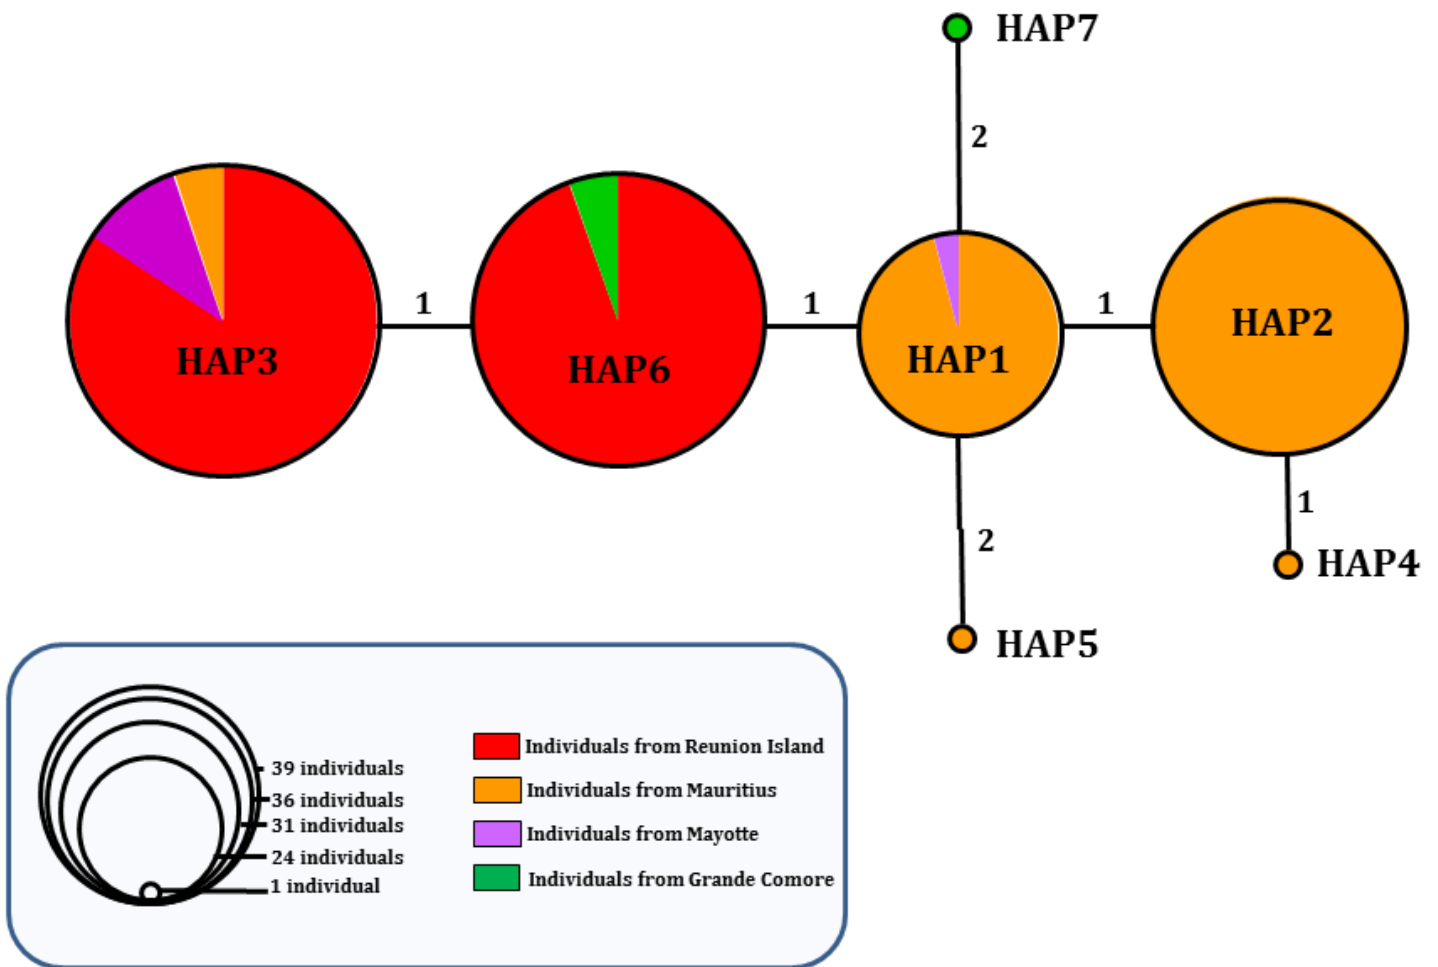 HAP7
2
1
1
1
HAP3
HAP6
HAP1
HAP2
1
2
HAP4
HAP5
39 individuals
36 individuals
31 individuals
24 individuals
1 individual
Individuals from Reunion Island
Individuals from Mauritius
Individuals from Mayotte
Individuals from Grande Comore